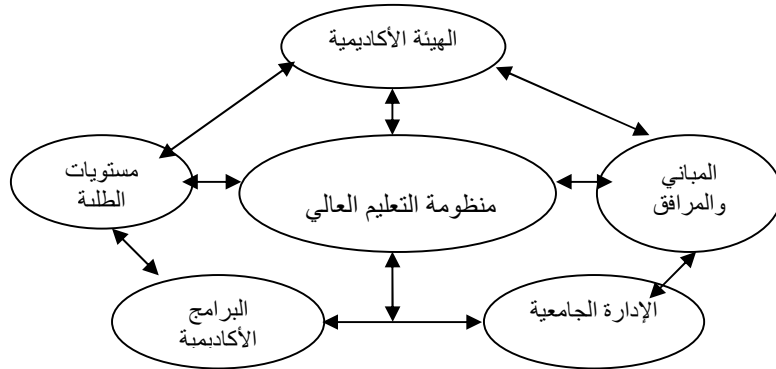 الهيئة الأكاديمية
المباني
والمرافق
مستويات
الطلبة
منظومة التعليم العالي
الإدارة الجامعية
البرامج
الأكاديمية